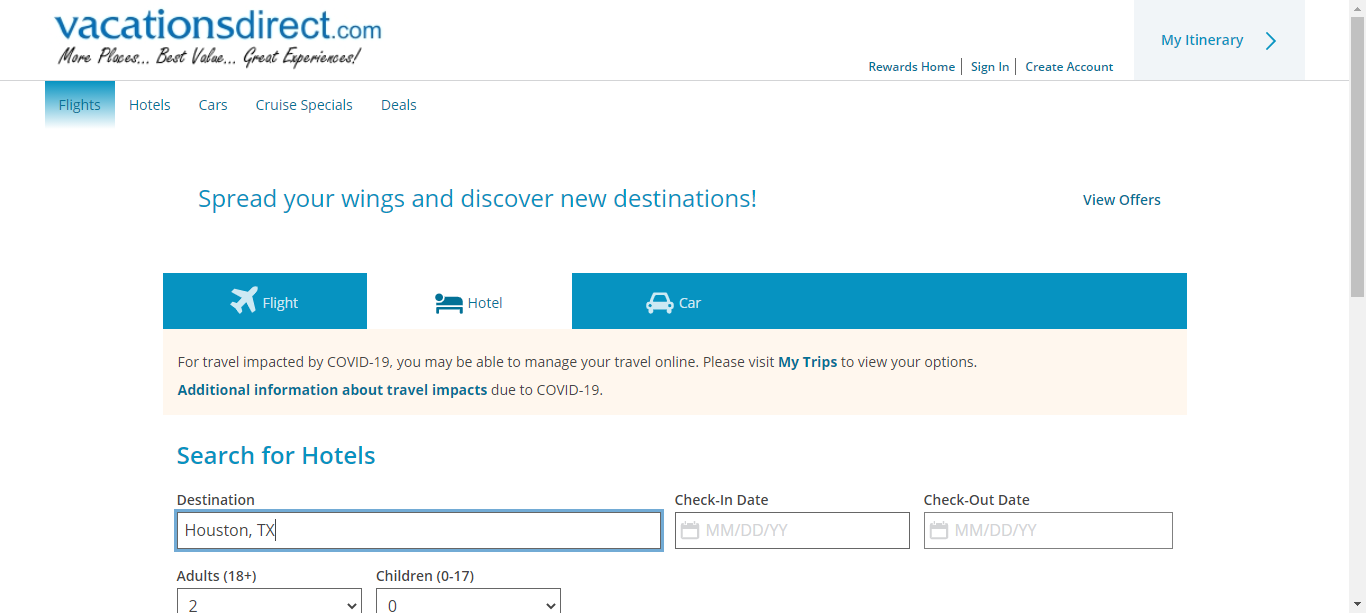 vacationsdirect.com
More Places... Best Value... Great Experiences!
Rewards Home
Sign In
Create Account
My Itinerary
Flights
Hotels
Cars
Cruise Specials
Deals
Spread your wings and discover new destinations!
View Offers
Flight
Hotel
Car
For travel impacted by COVID-19, you may be able to manage your travel online. Please visit My Trips to view your options.
Additional information about travel impacts due to COVID-19.
Search for Hotels
Destination
Check-In Date
Check-Out Date
Houston, TX
MM/DD/YY
MM/DD/YY
Adults (18+)
Children (0-17)
2
0